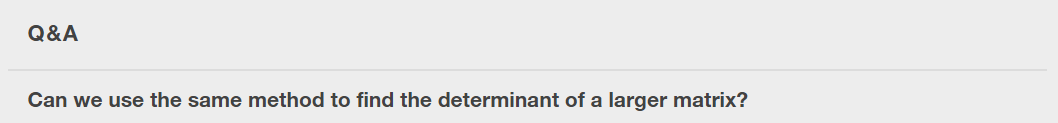 Q&A
Can we use the same method to find the determinant of a larger matrix?